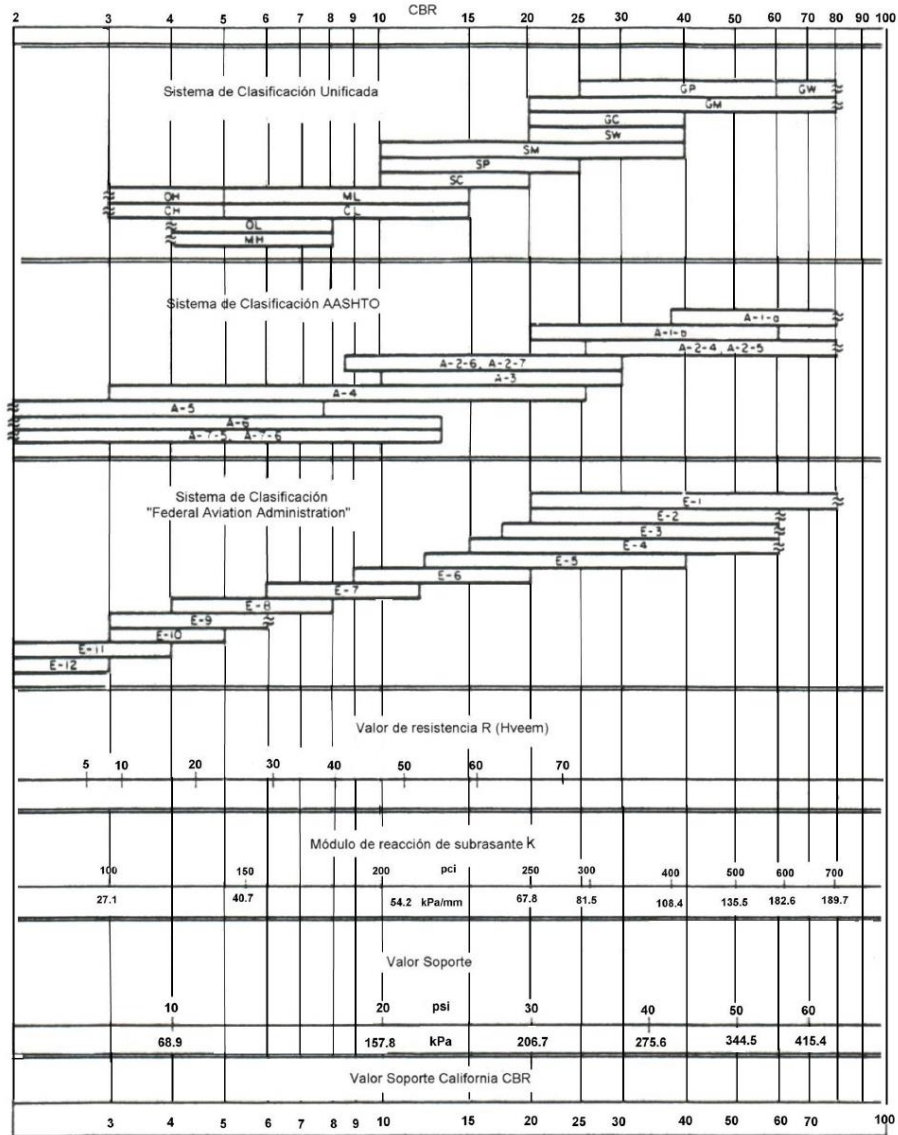 CBR
2 3 4 5 6 7 8 9 10 15 20 25 30 40 50 60 70 80 90 100
Sistema de Clasificación Unificada
GP GW
GM
GC
SW
SM
SP
SC
OH ML
CH CL
OL
MH
Sistema de Clasificación AASHTO
A-1-a
A-1-b
A-2-4, A-2-5
A-2-6, A-2-7
A-3
A-4
A-5
A-6
A-7-5, A-7-6
Sistema de Clasificación
"Federal Aviation Administration"
E-1
E-2
E-3
E-4
E-5
E-6
E-7
E-8
E-9
E-10
E-11
E-12
Valor de resistencia R (Hveem)
5 10 20 30 40 50 60 70
Módulo de reacción de subrasante K
100 150 200 pci 250 300 400 500 600 700
27.1 40.7 54.2 kPa/mm 67.8 81.5 108.4 135.5 182.6 189.7
Valor Soporte
10 20 psi 30 40 50 60
68.9 157.8 kPa 206.7 275.6 344.5 415.4
Valor Soporte California CBR
3 4 5 6 7 8 9 10 15 20 25 30 40 50 60 70 80 90 100